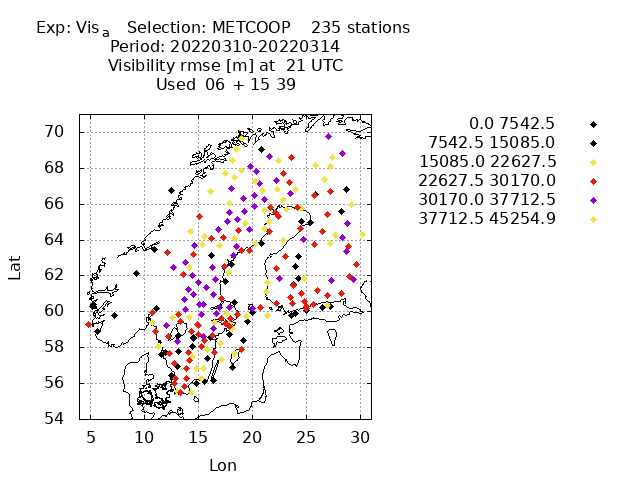 Exp: Vis a   Selection: METCOOP    235 stations
Period: 20220310-20220314
Visibility rmse [m] at  21 UTC
Used  06 + 15 39
0.0 7542.5
7542.5 15085.0
15085.0 22627.5
22627.5 30170.0
30170.0 37712.5
37712.5 45254.9
70
68
66
64
62
60
58
56
54
Lat
5 10 15 20 25 30
Lon